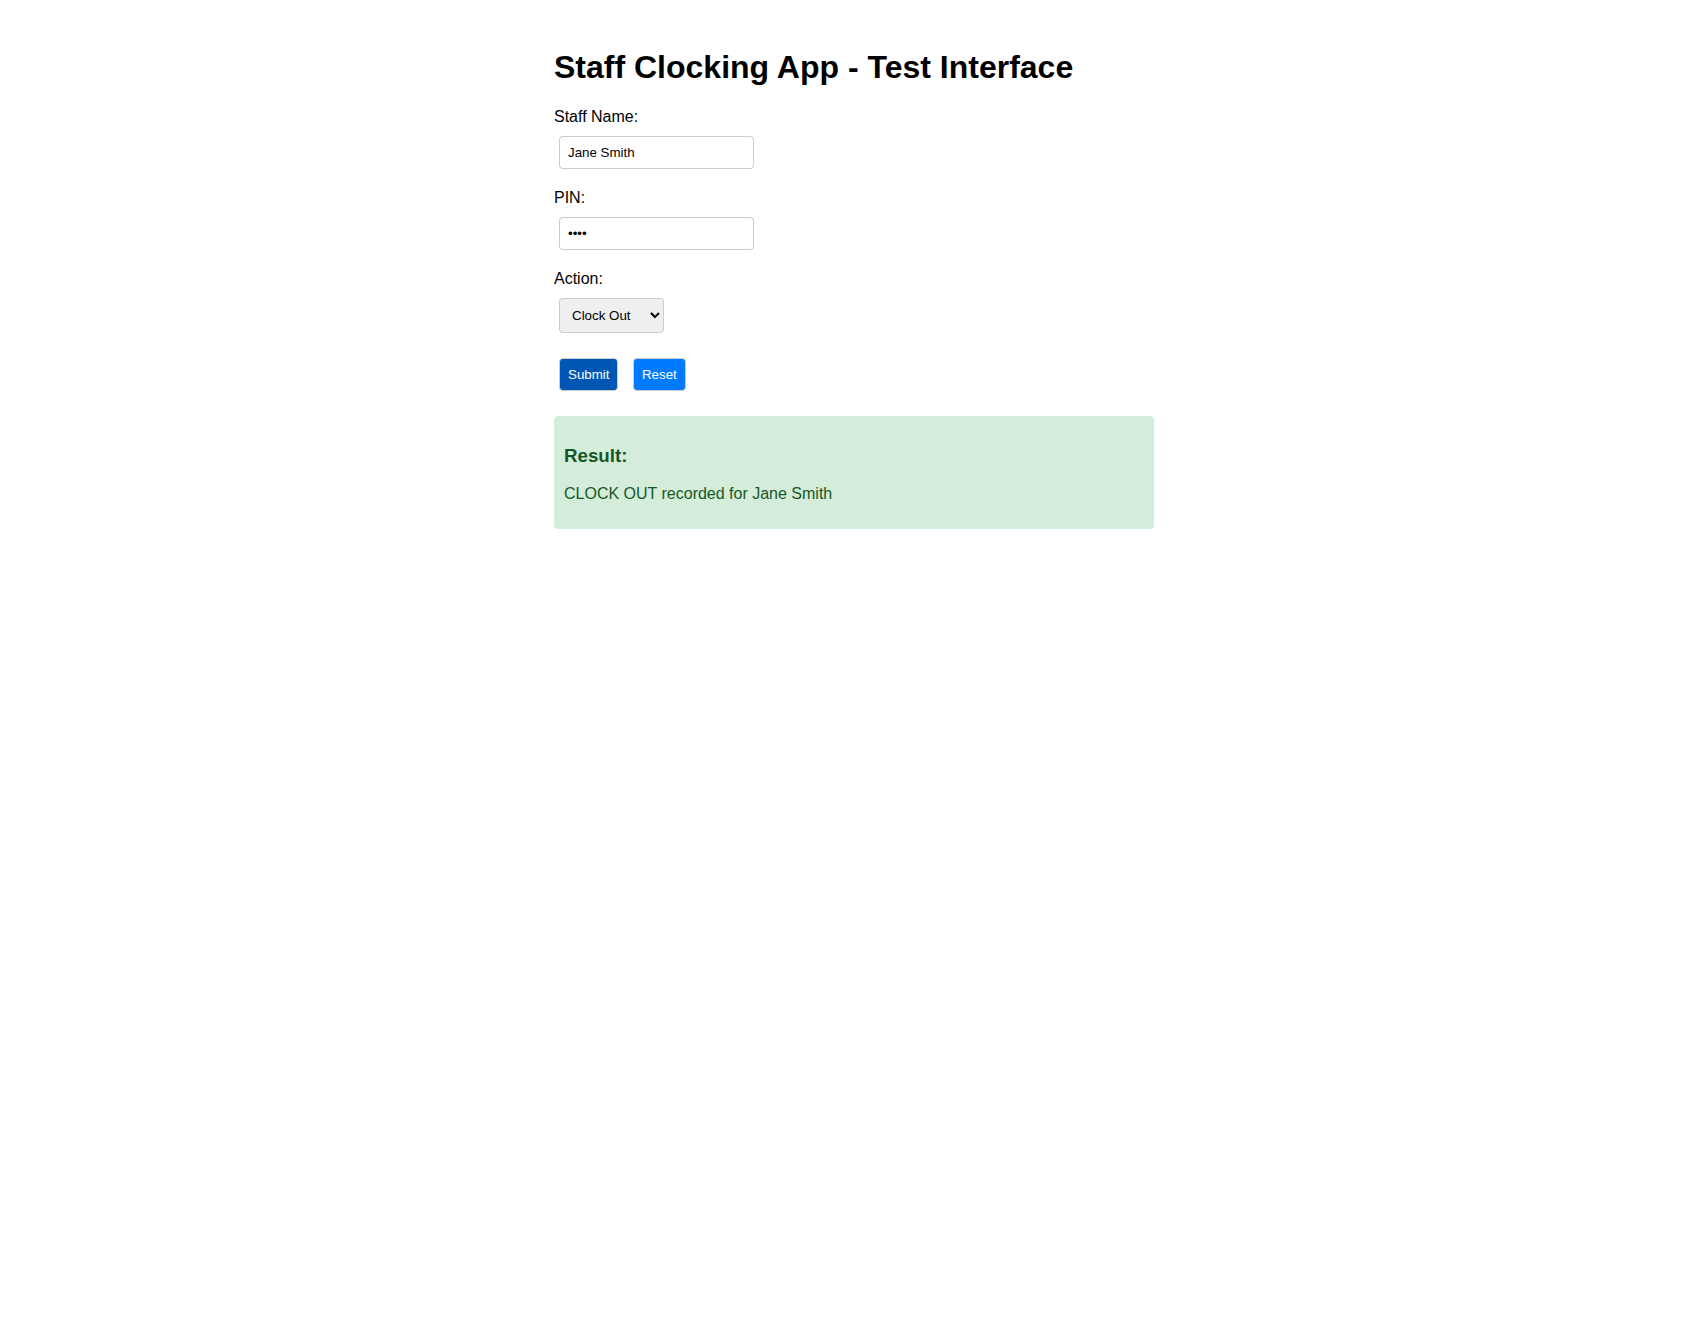 Staff Clocking App - Test Interface
Staff Name:
Jane Smith
PIN:
••••
Action:
Clock Out
Submit Reset
Result:
CLOCK OUT recorded for Jane Smith